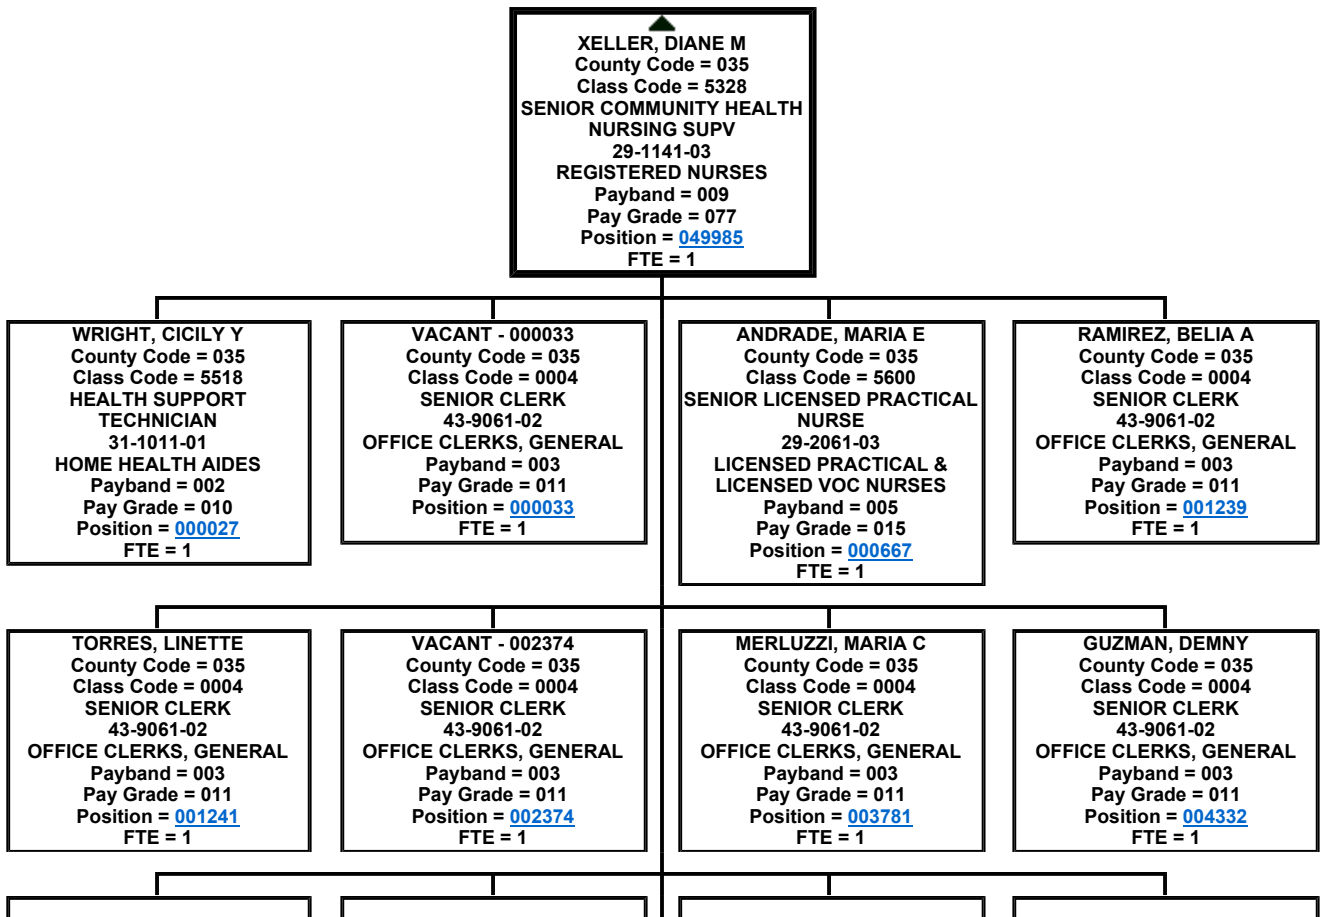 XELLER, DIANE M
County Code = 035
Class Code = 5328
SENIOR COMMUNITY HEALTH
NURSING SUPV
29-1141-03
REGISTERED NURSES
Payband = 009
Pay Grade = 077
Position = 049985
FTE = 1
WRIGHT, CICILY Y
County Code = 035
Class Code = 5518
HEALTH SUPPORT
TECHNICIAN
31-1011-01
HOME HEALTH AIDES
Payband = 002
Pay Grade = 010
Position = 000027
FTE = 1
VACANT - 000033
County Code = 035
Class Code = 0004
SENIOR CLERK
43-9061-02
OFFICE CLERKS, GENERAL
Payband = 003
Pay Grade = 011
Position = 000033
FTE = 1
ANDRADE, MARIA E
County Code = 035
Class Code = 5600
SENIOR LICENSED PRACTICAL
NURSE
29-2061-03
LICENSED PRACTICAL &
LICENSED VOC NURSES
Payband = 005
Pay Grade = 015
Position = 000667
FTE = 1
RAMIREZ, BELIA A
County Code = 035
Class Code = 0004
SENIOR CLERK
43-9061-02
OFFICE CLERKS, GENERAL
Payband = 003
Pay Grade = 011
Position = 001239
FTE = 1
TORRES, LINETTE
County Code = 035
Class Code = 0004
SENIOR CLERK
43-9061-02
OFFICE CLERKS, GENERAL
Payband = 003
Pay Grade = 011
Position = 001241
FTE = 1
VACANT - 002374
County Code = 035
Class Code = 0004
SENIOR CLERK
43-9061-02
OFFICE CLERKS, GENERAL
Payband = 003
Pay Grade = 011
Position = 002374
FTE = 1
MERLUZZI, MARIA C
County Code = 035
Class Code = 0004
SENIOR CLERK
43-9061-02
OFFICE CLERKS, GENERAL
Payband = 003
Pay Grade = 011
Position = 003781
FTE = 1
GUZMAN, DEMNY
County Code = 035
Class Code = 0004
SENIOR CLERK
43-9061-02
OFFICE CLERKS, GENERAL
Payband = 003
Pay Grade = 011
Position = 004332
FTE = 1